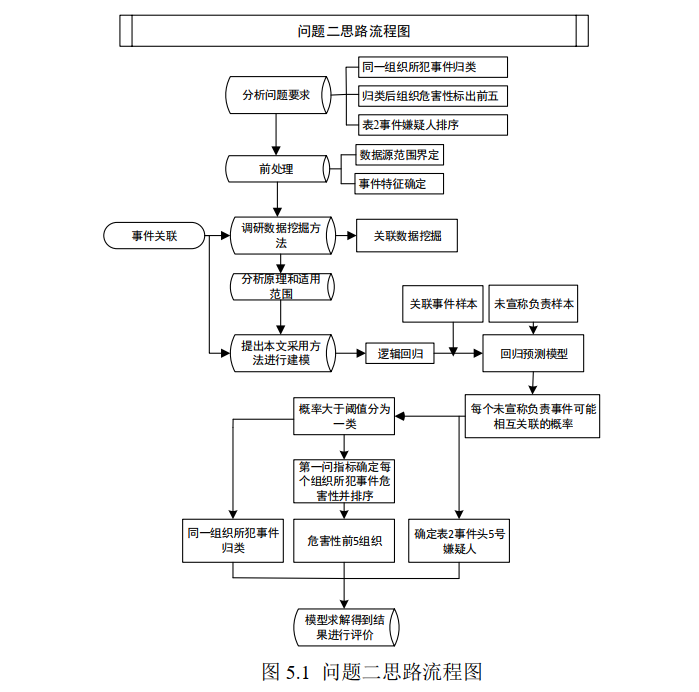 问题二思路流程图
同一组织所犯事件归类
分析问题要求
归类后组织危害性标出前五
表2事件嫌疑人排序
数据源范围界定
前处理
事件特征确定
事件关联
调研数据挖掘方
法
关联数据挖掘
分析原理和适用
范围
关联事件样本
未宣称负责样本
提出本文采用方
法进行建模
逻辑回归
回归预测模型
概率大于阈值分为
一类
每个未宣称负责事件可能
相互关联的概率
第一问指标确定每
个组织所犯事件危
害性并排序
同一组织所犯事件
归类
危害性前5组织
确定表2事件头5号
嫌疑人
模型求解得到结
果进行评价
图 5.1 问题二思路流程图